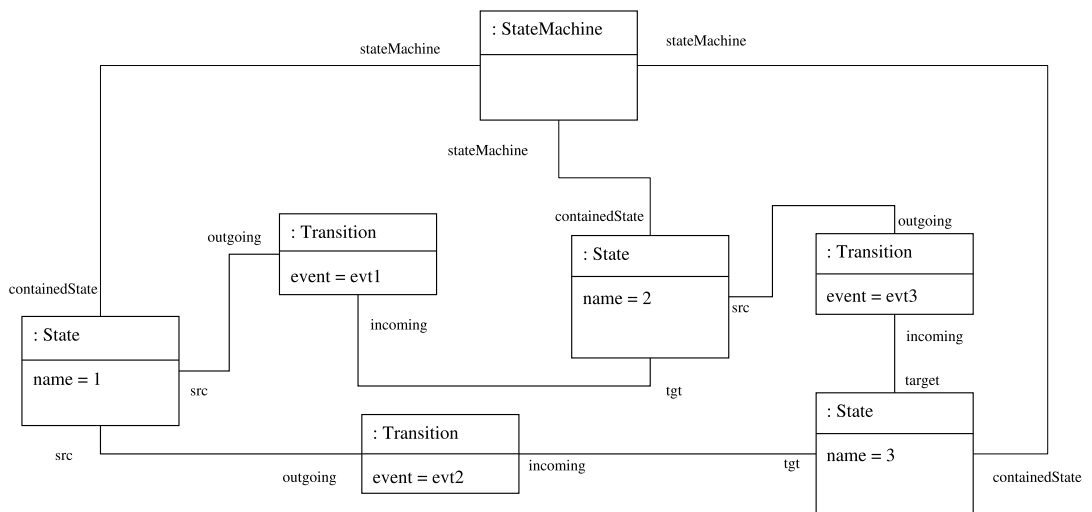 : StateMachine
stateMachine
stateMachine
stateMachine
containedState
outgoing
: Transition
event = evt1
outgoing
: State
name = 2
: Transition
event = evt3
src
containedState
incoming
incoming
: State
name = 1
src
tgt
target
: State
name = 3
: Transition
event = evt2
src
outgoing
incoming
tgt
containedState